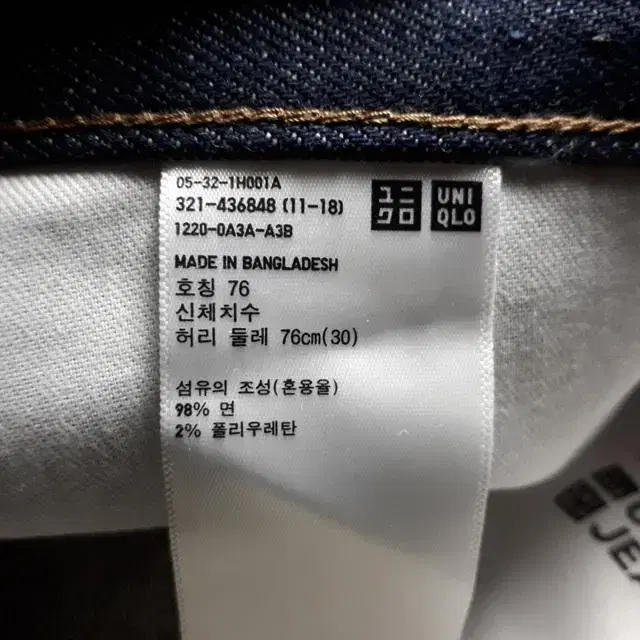 05-32-1H001A
321-436848 (11-18)
1220-0A3A-A3B
ユニ
クロ
UNI
QLO
MADE IN BANGLADESH
호칭 76
신체치수
허리 둘레 76cm(30)
섬유의 조성(혼용율)
98% 면
2% 폴리우레탄